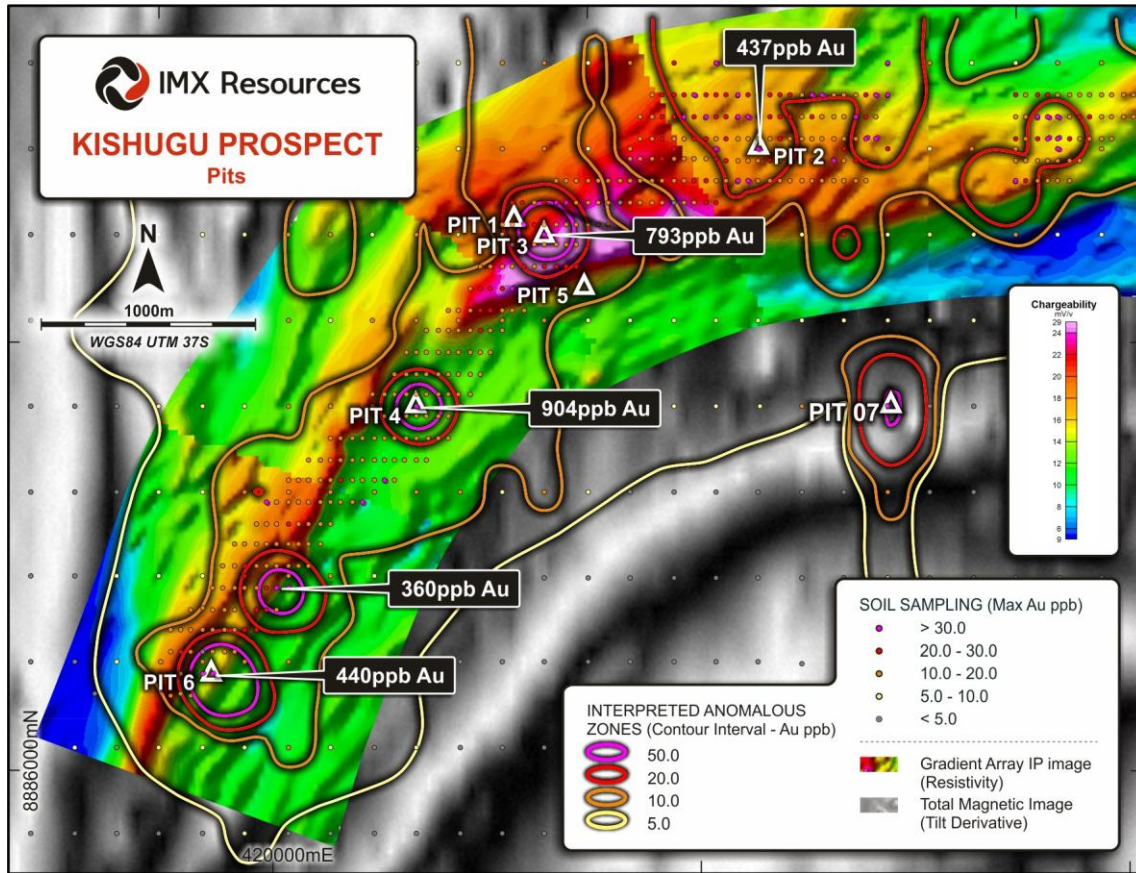 IMX Resources
KISHUGU PROSPECT
Pits
N
1000m
WGS84 UTM 37S
437ppb Au
PIT 2
PIT 1
PIT 3
793ppb Au
PIT 5
PIT 4
904ppb Au
PIT 07
360ppb Au
PIT 6
440ppb Au
8886000mN
420000mE
Chargeability
mV/v
29
24
22
20
18
16
14
12
11
10
9
SOIL SAMPLING (Max Au ppb)
> 30.0
20.0 - 30.0
10.0 - 20.0
5.0 - 10.0
< 5.0
Gradient Array IP image
(Resistivity)
Total Magnetic Image
(Tilt Derivative)
INTERPRETED ANOMALOUS
ZONES (Contour Interval - Au ppb)
50.0
20.0
10.0
5.0